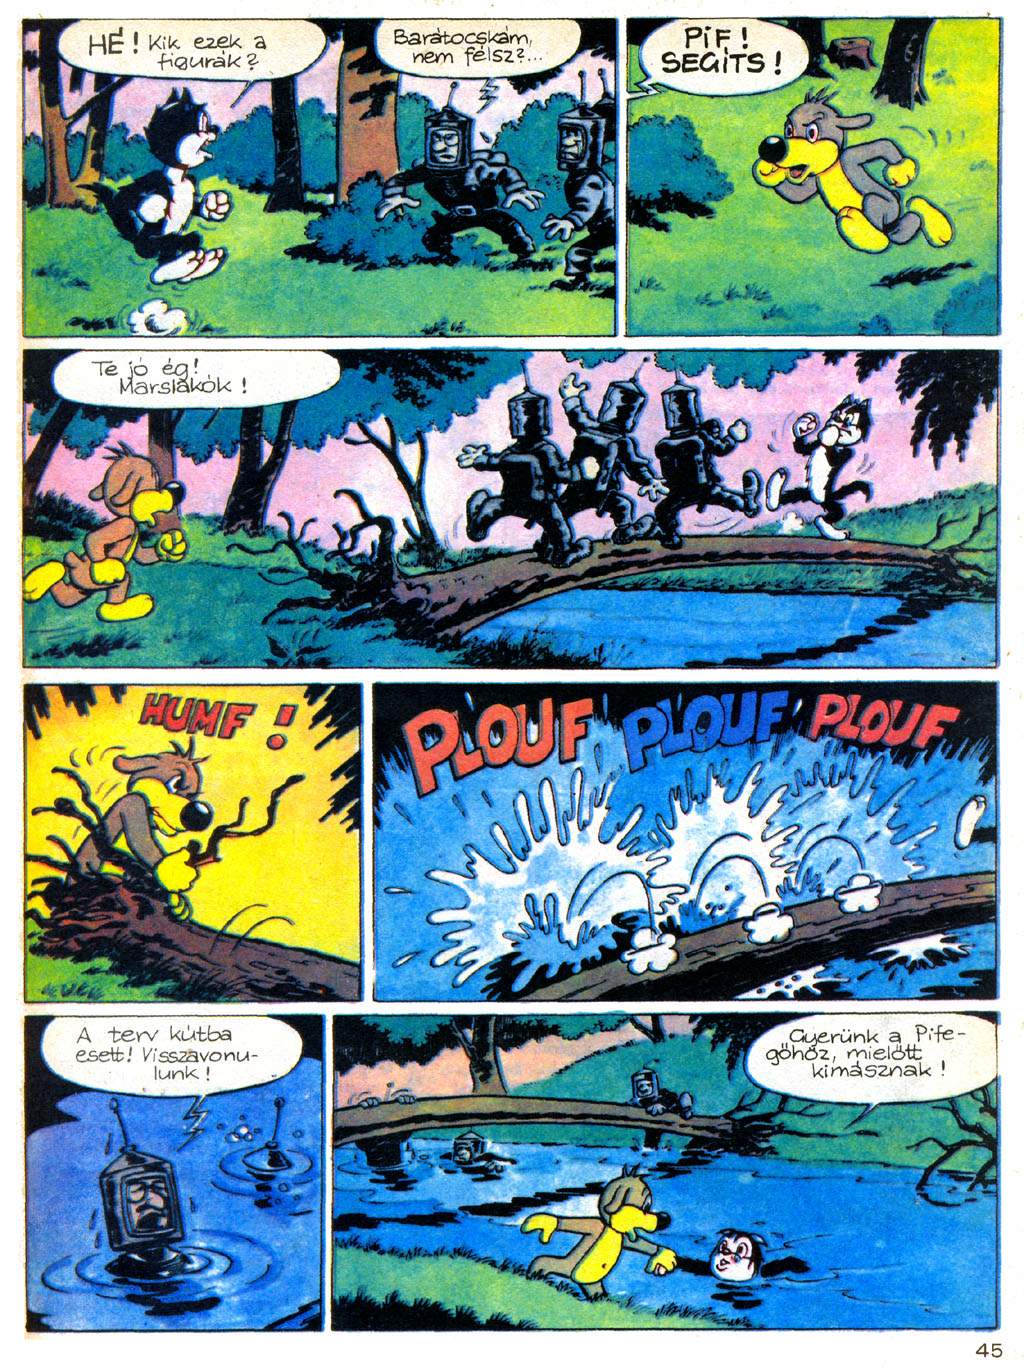 HÉ! Kik ezek a
figurák?
Barátocskám,
nem félsz?...
PIF!
SEGÍTS!
Te jó ég!
Marslakók!
HUMF!
PLOUF PLOUF PLOUF
A terv kútba
esett! Visszavonu-
lunk!
Gyerünk a Pife-
gőhöz, mielőtt
kimásznak!
45